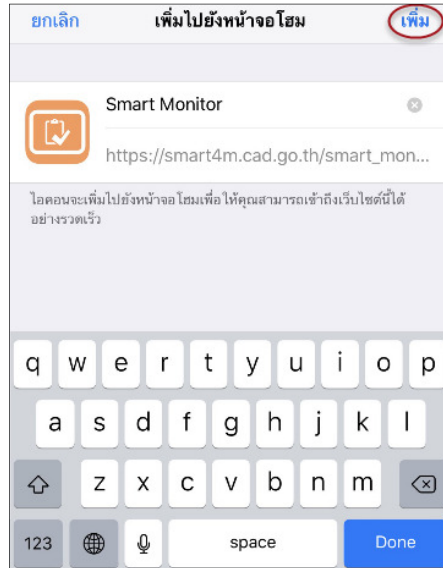 ยกเลิก เพิ่มไปยังหน้าจอโฮม เพิ่ม
Smart Monitor
https://smart4m.cad.go.th/smart_mon...
ไอคอนจะเพิ่มไปยังหน้าจอโฮมเพื่อให้คุณสามารถเข้าถึงเว็บไซต์นี้ได้
อย่างรวดเร็ว
q w e r t y u i o p
a s d f g h j k l
z x c v b n m
123 space Done